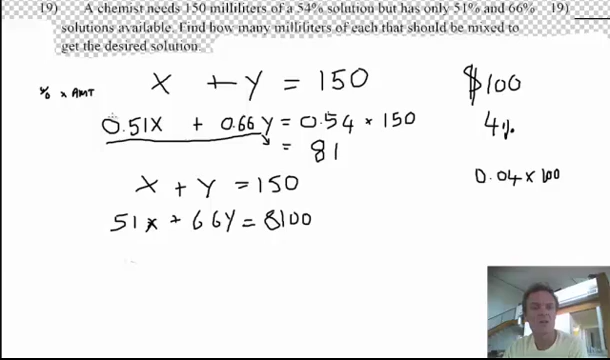 19) A chemist needs 150 milliliters of a 54% solution but has only 51% and 66% 19)
solutions available. Find how many milliliters of each that should be mixed to
get the desired solution.
x + y = 150
% x AMT
$100
0.51x + 0.66y = 0.54 * 150
4%
= 81
x + y = 150
0.04 x 100
51x + 66y = 8100